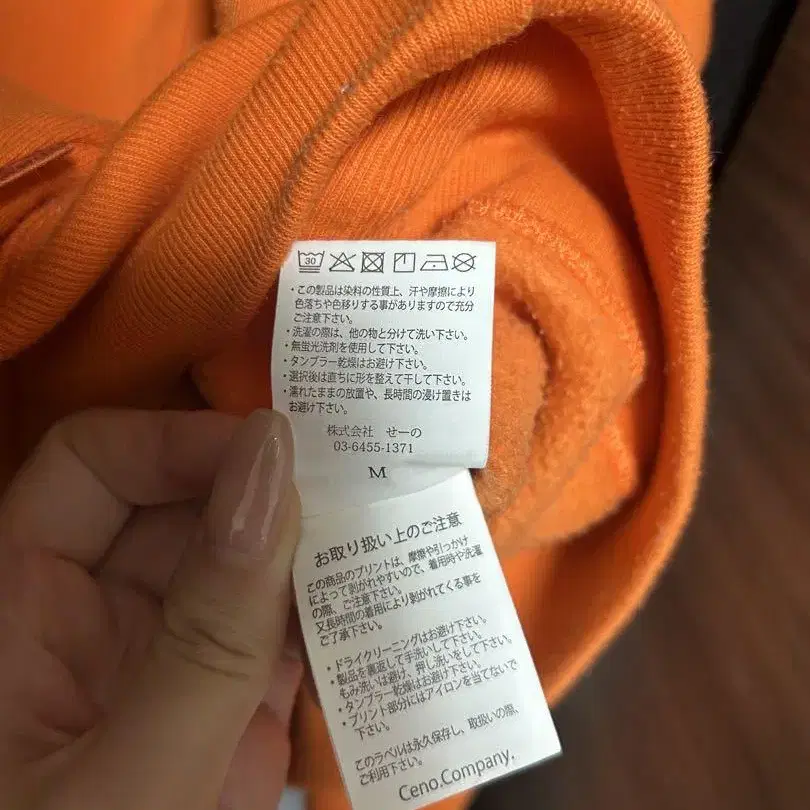 30
・この製品は染料の性質上、汗や摩擦により
色落ちや色移りする事がありますので充分
ご注意下さい。
・洗濯の際は、他の物と分けて洗い下さい。
・無蛍光洗剤を使用して下さい。
・タンブラー乾燥はお避け下さい。
・選択後は直ちに形を整えて干して下さい。
・濡れたままの放置や、長時間の浸け置きは
お避け下さい。
株式会社 せーの
03-6455-1371
M
お取り扱い上のご注意
この商品のプリントは、摩擦や引っかけ
によって剥がれやすいので、着用時や洗濯
の際、ご注意下さい。
又長時間の着用により剥がれてくる事を
ご了承下さい。
・ドライクリーニングはお避け下さい。
・製品を裏返して手洗いして下さい。
もみ洗いは避け、押し洗いをして下さい。
・タンブラー乾燥はお避け下さい。
・プリント部分にはアイロンを当てないで
下さい。
このラベルは永久保存し、取扱いの際、
ご利用下さい。
Ceno.Company.